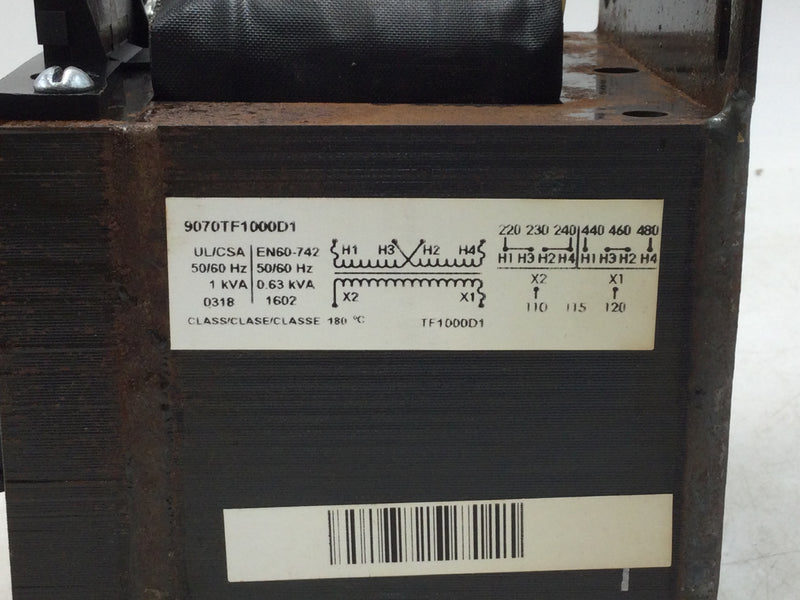 9070TF1000D1
UL/CSA EN60-742
50/60 Hz 50/60 Hz
1 kVA 0.63 kVA
0318 1602
CLASS/CLASE/CLASSE 180 °C
H1 H3 H2 H4
X2 X1
TF1000D1
220 230 240 440 460 480
H1 H3 H2 H4 H1 H3 H2 H4
X2 X1
110 115 120